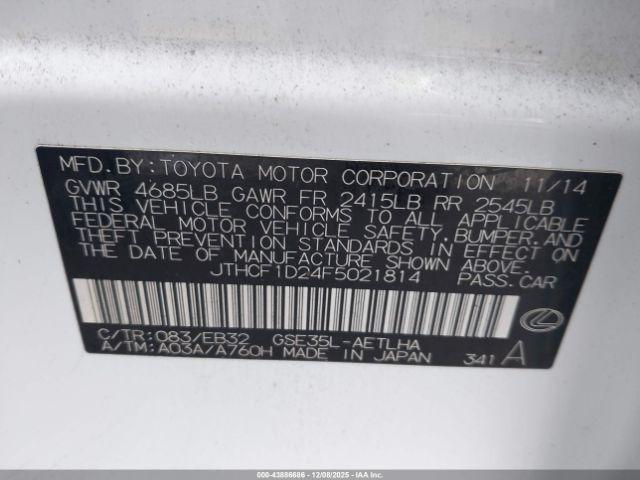 MFD.BY:TOYOTA MOTOR CORPORATION 11/14
GVWR 4685LB GAWR FR 2415LB RR 2545LB
THIS VEHICLE CONFORMS TO ALL APPLICABLE
FEDERAL MOTOR VEHICLE SAFETY,BUMPER,AND
THEFT PREVENTION STANDARDS IN EFFECT ON
THE DATE OF MANUFACTURE SHOWN ABOVE.
JTHCF1D24F5021814 PASS.CAR
C/TR:083/EB32 GSE35L-AETLHA
A/TM:A03A/A760H MADE IN JAPAN 341 A
000-43886686 | 12/08/2025 - IAA Inc.